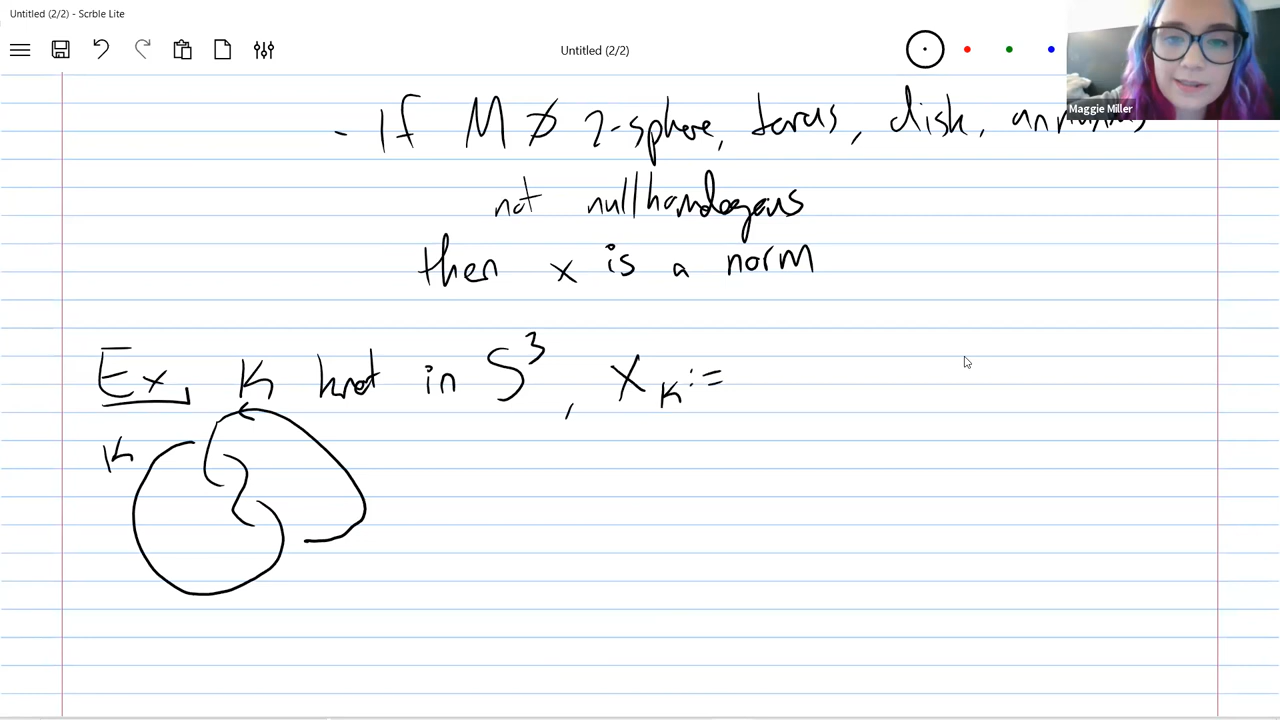 Untitled (2/2) - Scrble Lite
Untitled (2/2)
Maggie Miller
- If M ∌ 2-sphere, torus, disk, annulus
not nullhomologous
then x is a norm
Ex. K knot in S³, X_K :=
K